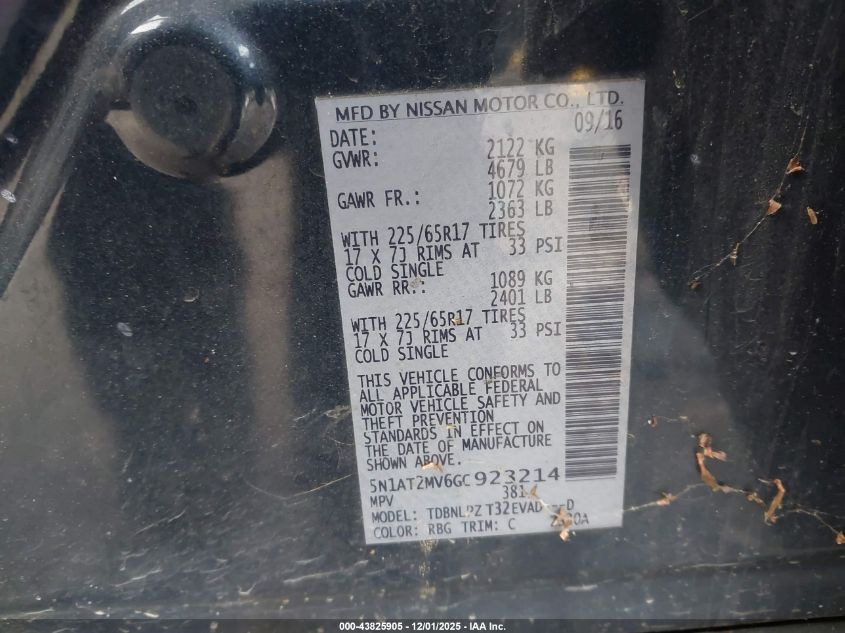 MFD BY NISSAN MOTOR CO., LTD.
DATE: 09/16
GVWR: 2122 KG
4679 LB
GAWR FR.: 1072 KG
2363 LB
WITH 225/65R17 TIRES
17 X 7J RIMS AT 33 PSI
COLD SINGLE
GAWR RR.: 1089 KG
2401 LB
WITH 225/65R17 TIRES
17 X 7J RIMS AT 33 PSI
COLD SINGLE
THIS VEHICLE CONFORMS TO
ALL APPLICABLE FEDERAL
MOTOR VEHICLE SAFETY AND
THEFT PREVENTION
STANDARDS IN EFFECT ON
THE DATE OF MANUFACTURE
SHOWN ABOVE.
5N1AT2MV6GC923214
MPV 381
MODEL: TDBNLPZ T32EVAD
COLOR: RBG TRIM: C
000-43825905 - 12/01/2025 - IAA Inc.